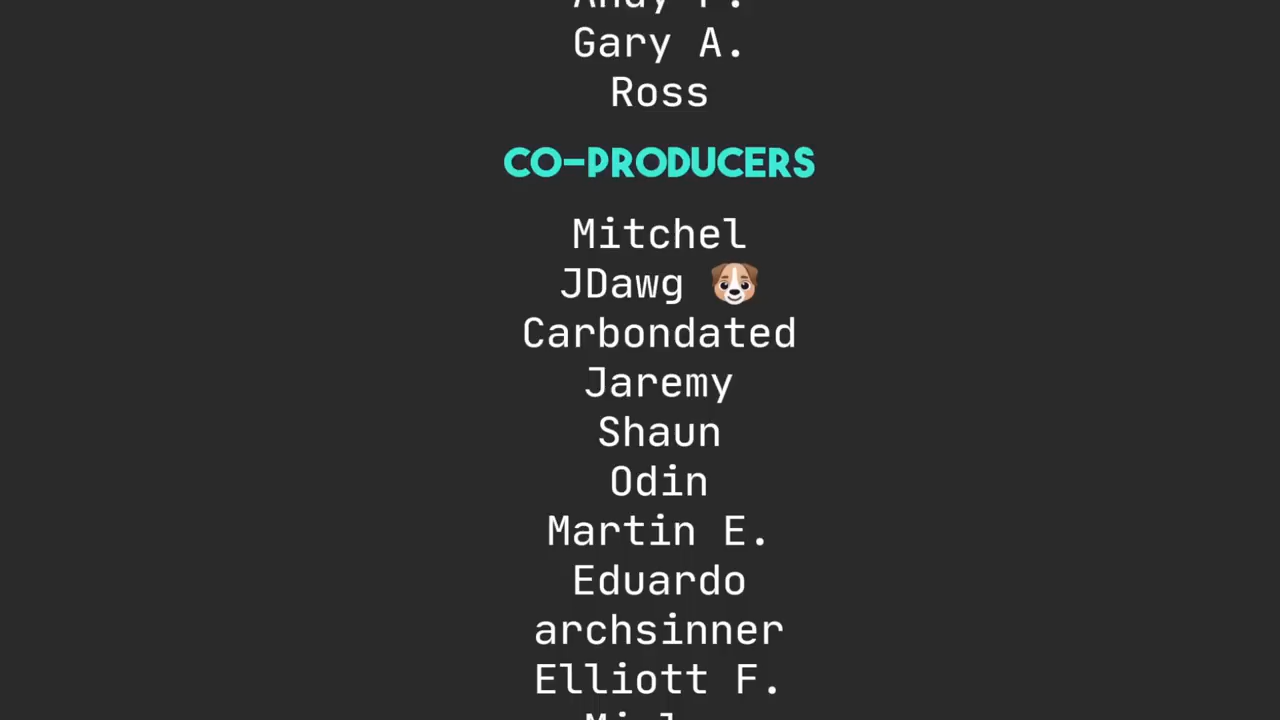 Gary A.
Ross
CO-PRODUCERS
Mitchel
JDawg 🐶
Carbondated
Jaremy
Shaun
Odin
Martin E.
Eduardo
archsinner
Elliott F.